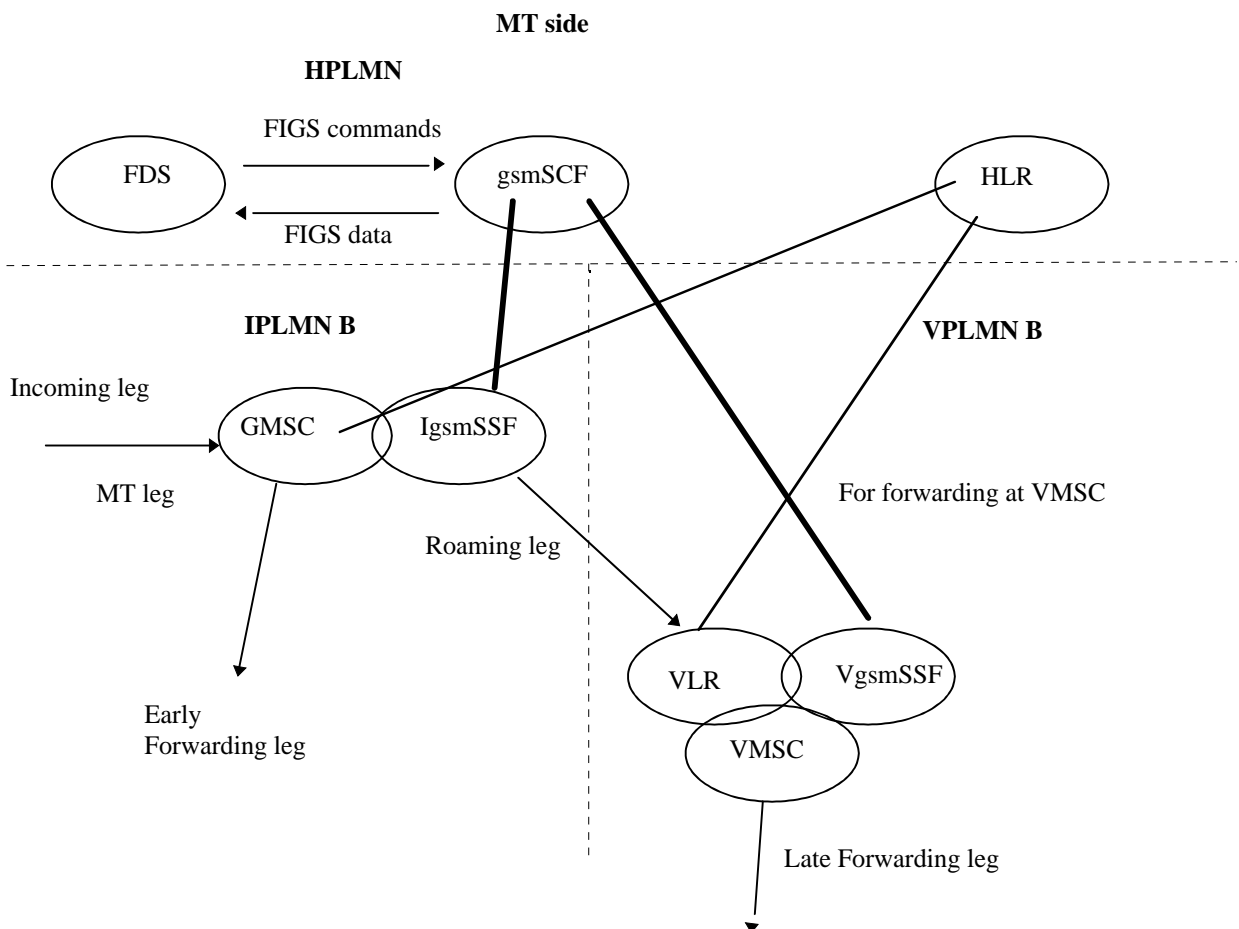 MT side
HPLMN
FIGS commands
FDS
gsmSCF
HLR
FIGS data
IPLMN B
VPLMN B
Incoming leg
GMSC
IgsmSSF
MT leg
For forwarding at VMSC
Roaming leg
VLR
VgsmSSF
Early
Forwarding leg
VMSC
Late Forwarding leg